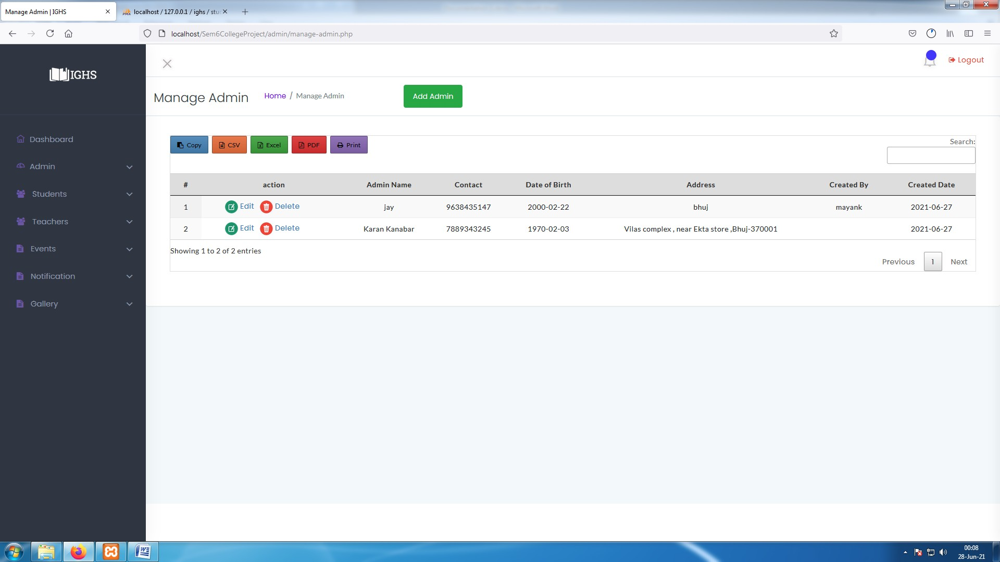 Manage Admin | IGHS
localhost / 127.0.0.1 / ighs / stu
localhost/Sem6CollegeProject/admin/manage-admin.php
IGHS
Logout
Manage Admin
Home / Manage Admin
Add Admin
Dashboard
Admin
Students
Teachers
Events
Notification
Gallery
Copy CSV Excel PDF Print
Search:
# action Admin Name Contact Date of Birth Address Created By Created Date
1 Edit Delete jay 9638435147 2000-02-22 bhuj mayank 2021-06-27
2 Edit Delete Karan Kanabar 7889343245 1970-02-03 Vilas complex , near Ekta store ,Bhuj-370001 2021-06-27
Showing 1 to 2 of 2 entries
Previous 1 Next
00:08
28-Jun-21